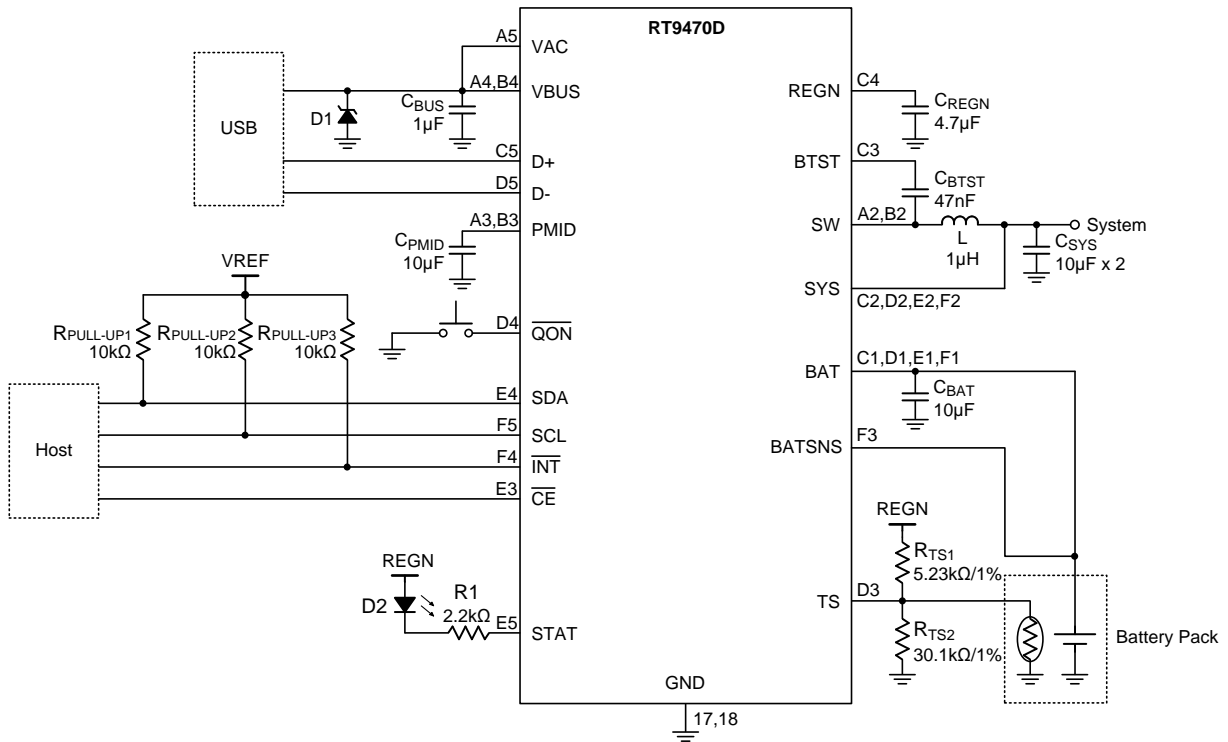 RT9470D
A5
VAC
A4,B4
VBUS
CBUS
1µF
D1
USB
C5
D+
D5
D-
A3,B3
PMID
CPMID
10µF
VREF
RPULL-UP1
10kΩ
RPULL-UP2
10kΩ
RPULL-UP3
10kΩ
D4
QON
Host
E4
SDA
F5
SCL
F4
INT
E3
CE
REGN
D2
R1
2.2kΩ
E5
STAT
GND
17,18
REGN
C4
CREGN
4.7µF
BTST
C3
CBTST
47nF
SW
A2,B2
L
1µH
System
CSYS
10µF x 2
SYS
C2,D2,E2,F2
BAT
C1,D1,E1,F1
CBAT
10µF
BATSNS
F3
REGN
RTS1
5.23kΩ/1%
TS
D3
RTS2
30.1kΩ/1%
Battery Pack